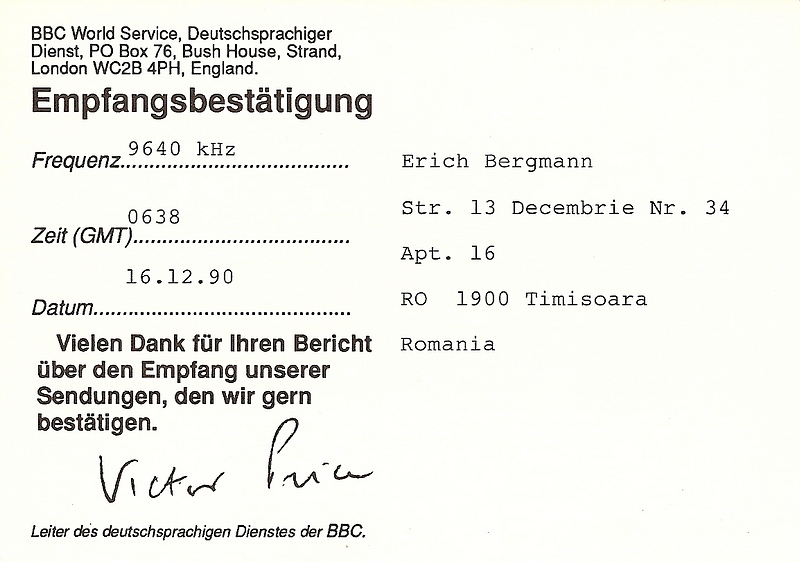 BBC World Service, Deutschsprachiger
Dienst, PO Box 76, Bush House, Strand,
London WC2B 4PH, England.
Empfangsbestätigung
Frequenz 9640 kHz
Zeit (GMT) 0638
Datum 16.12.90
Vielen Dank für Ihren Bericht
über den Empfang unserer
Sendungen, den wir gern
bestätigen.
Victor Price
Leiter des deutschsprachigen Dienstes der BBC.
Erich Bergmann
Str. 13 Decembrie Nr. 34
Apt. 16
RO 1900 Timisoara
Romania